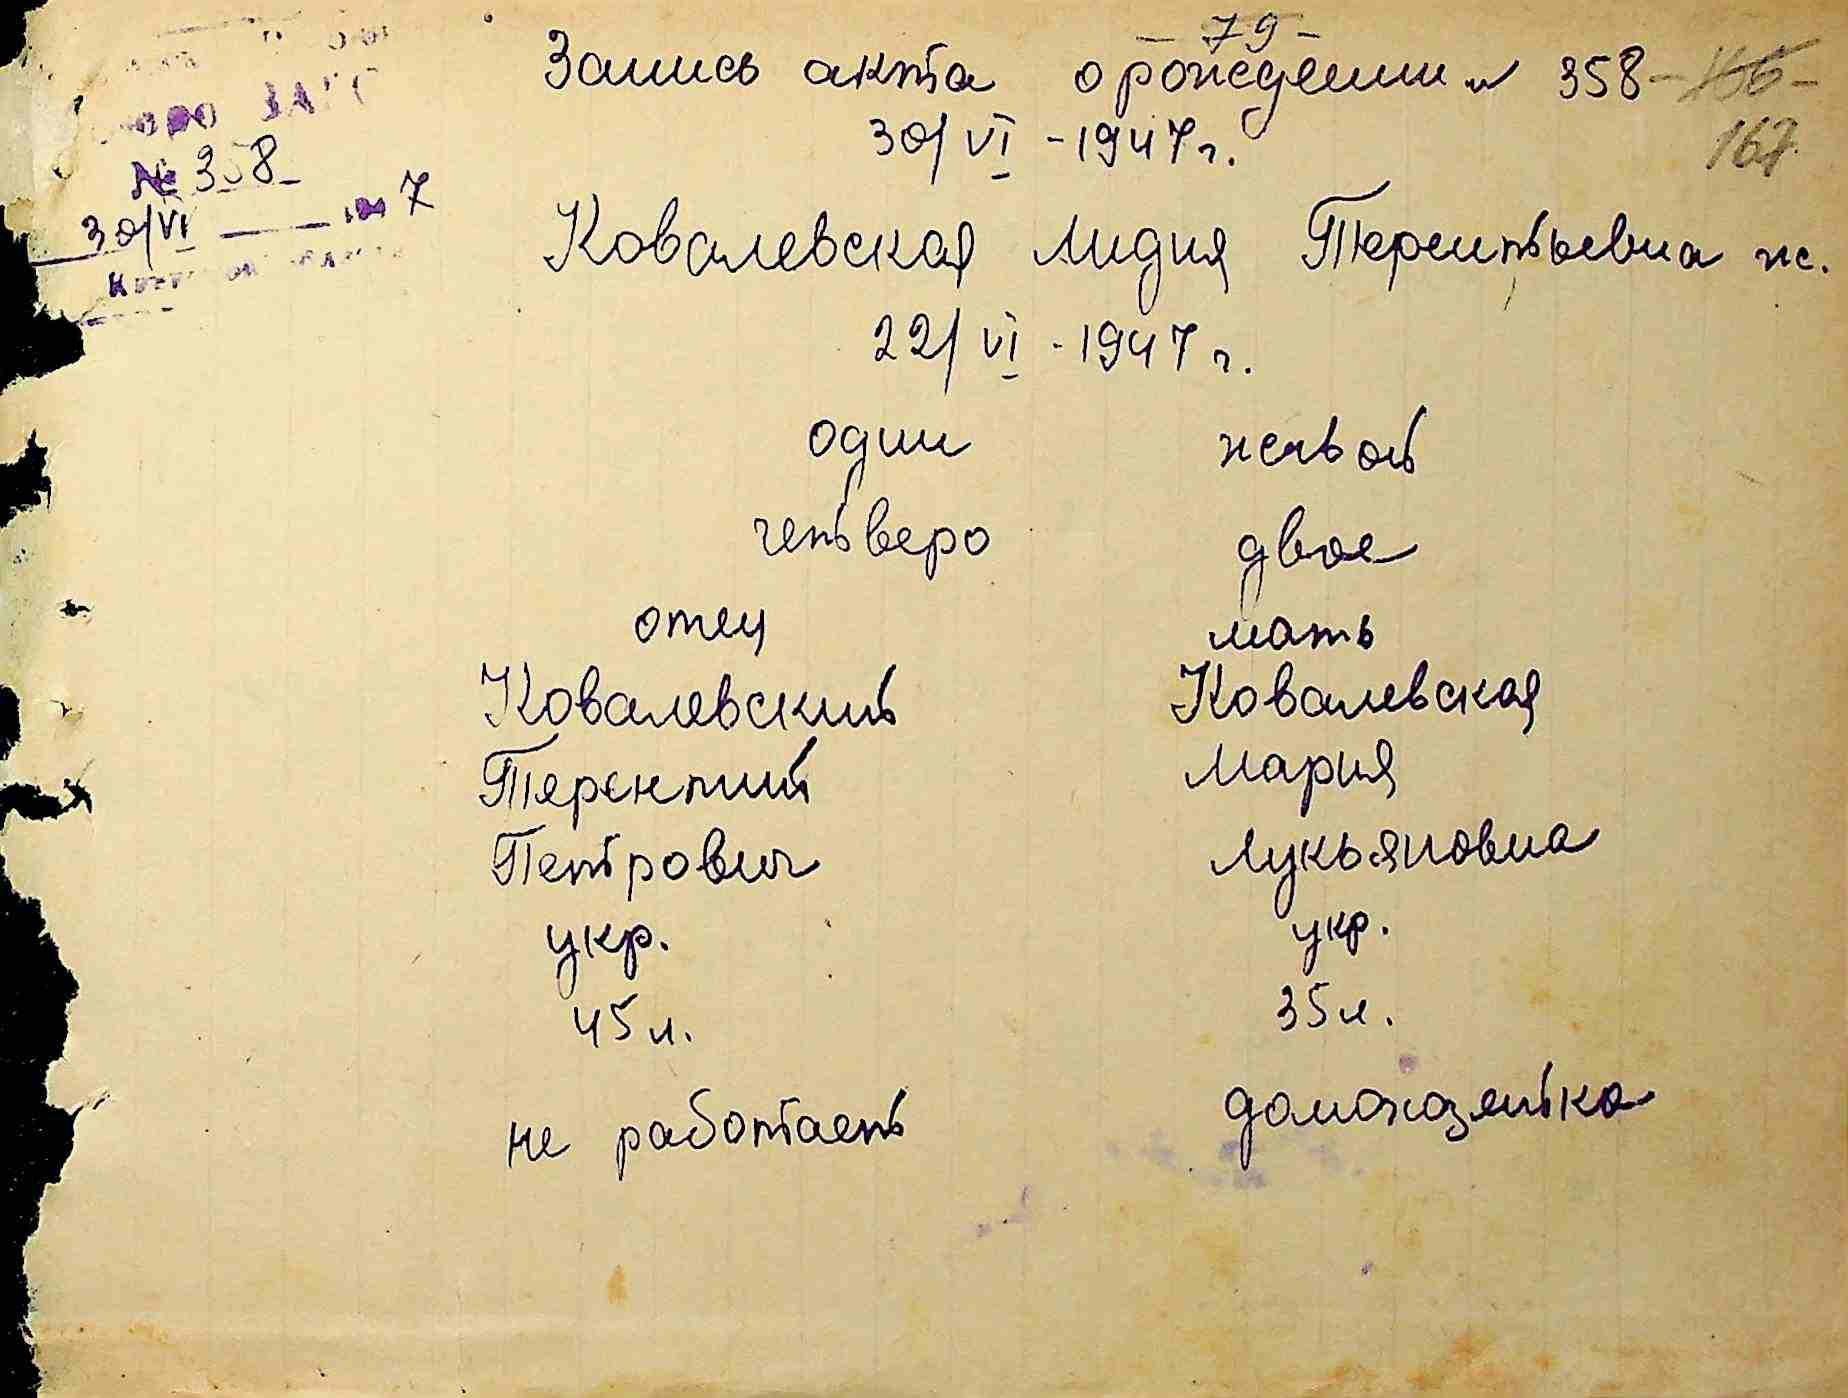 - 79 -
Запись акта о рождении 358 - 166 -
30/VI - 1947 г.
167
БЮРО ЗАГС
№ 358
30/VI 1947
Ковалевская Лидия Терентьевна ж.
22/VI - 1947 г.
один живой
четверо двое
отец мать
Ковалевский Ковалевская
Терентий Мария
Петрович Лукьяновна
укр. укр.
45 л. 35 л.
не работает домохозяйка